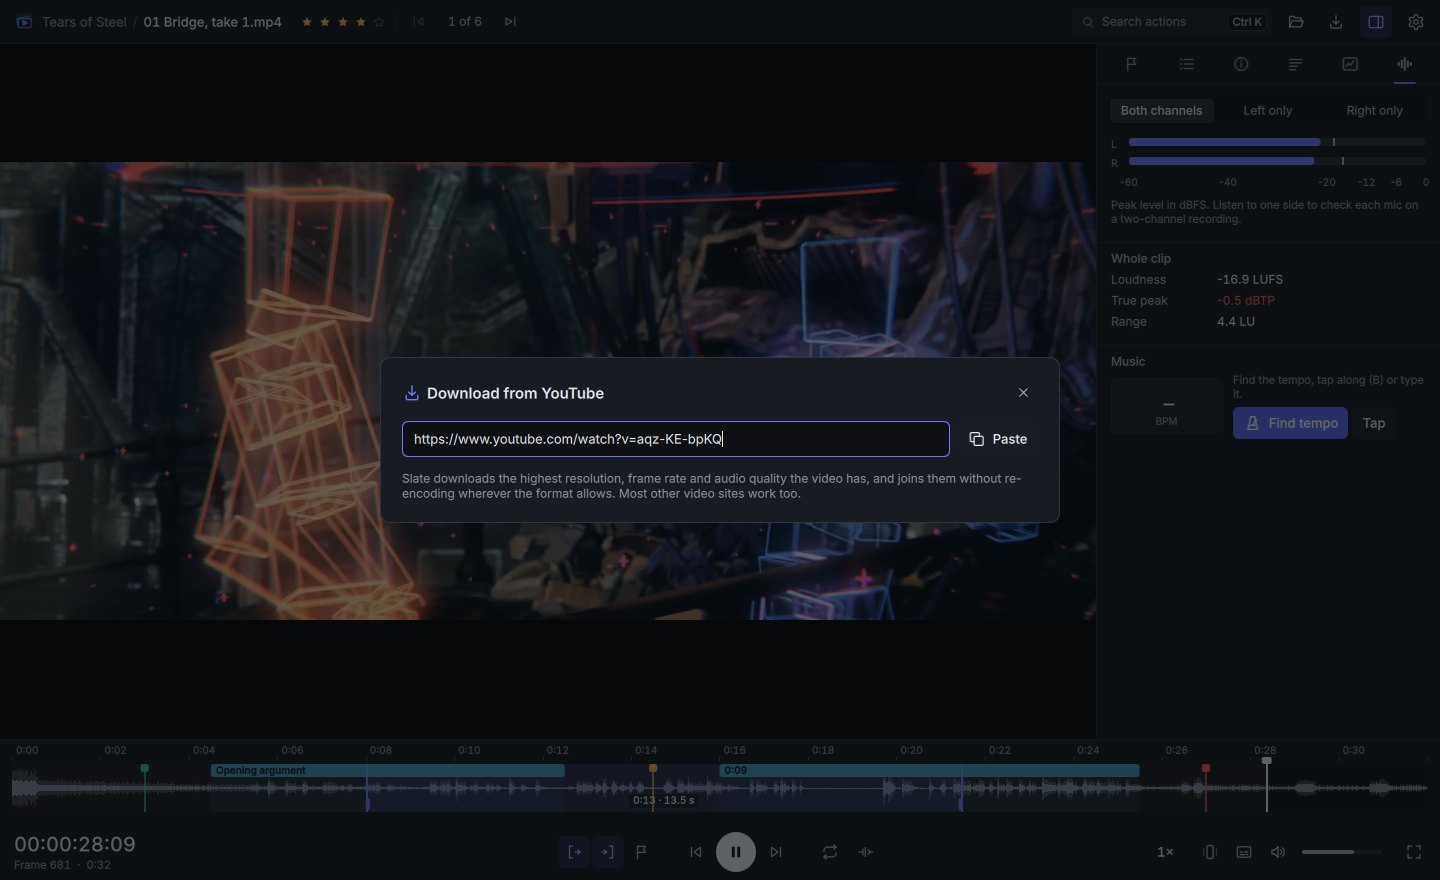 Tears of Steel / 01 Bridge, take 1.mp4
1 of 6
Search actions
Ctrl K
Both channels
Left only
Right only
L
R
-60
-40
-20
-12
-6
0
Peak level in dBFS. Listen to one side to check each mic on
a two-channel recording.
Whole clip
Loudness
-16.9 LUFS
True peak
-0.5 dBTP
Range
4.4 LU
Music
–
BPM
Find the tempo, tap along (B) or type
it.
Find tempo
Tap
Download from YouTube
https://www.youtube.com/watch?v=aqz-KE-bpKQ
Paste
Slate downloads the highest resolution, frame rate and audio quality the video has, and joins them without re-
encoding wherever the format allows. Most other video sites work too.
0:00
0:02
0:04
0:06
0:08
0:10
0:12
0:14
0:16
0:18
0:20
0:22
0:24
0:26
0:28
0:30
Opening argument
0:09
0:13 · 13.5 s
00:00:28:09
Frame 681 · 0:32
1×